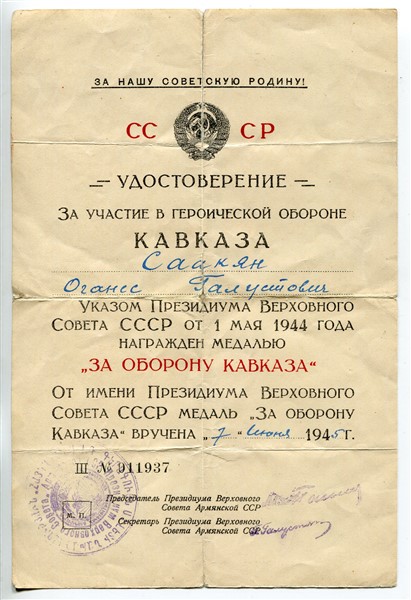 ЗА НАШУ СОВЕТСКУЮ РОДИНУ!
СС СР
— УДОСТОВЕРЕНИЕ —
ЗА УЧАСТИЕ В ГЕРОИЧЕСКОЙ ОБОРОНЕ
КАВКАЗА
Саакян
Оганес Галустович
УКАЗОМ ПРЕЗИДИУМА ВЕРХОВНОГО
СОВЕТА СССР ОТ 1 МАЯ 1944 ГОДА
НАГРАЖДЕН МЕДАЛЬЮ
„ЗА ОБОРОНУ КАВКАЗА“
ОТ ИМЕНИ ПРЕЗИДИУМА ВЕРХОВНОГО
СОВЕТА СССР МЕДАЛЬ „ЗА ОБОРОНУ
КАВКАЗА“ ВРУЧЕНА „7“ июня 1945 г.
Ш № 011937
Председатель Президиума Верховного
Совета Армянской ССР
М. П.
Секретарь Президиума Верховного
Совета Армянской ССР